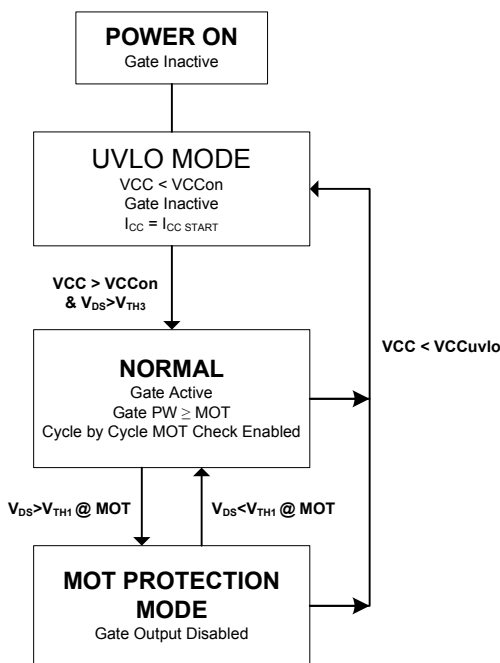 POWER ON
Gate Inactive
UVLO MODE
VCC < VCCon
Gate Inactive
ICC = ICC START
VCC > VCCon
& VDS>VTH3
VCC < VCCuvlo
NORMAL
Gate Active
Gate PW ≥ MOT
Cycle by Cycle MOT Check Enabled
VDS>VTH1 @ MOT
VDS<VTH1 @ MOT
MOT PROTECTION
MODE
Gate Output Disabled